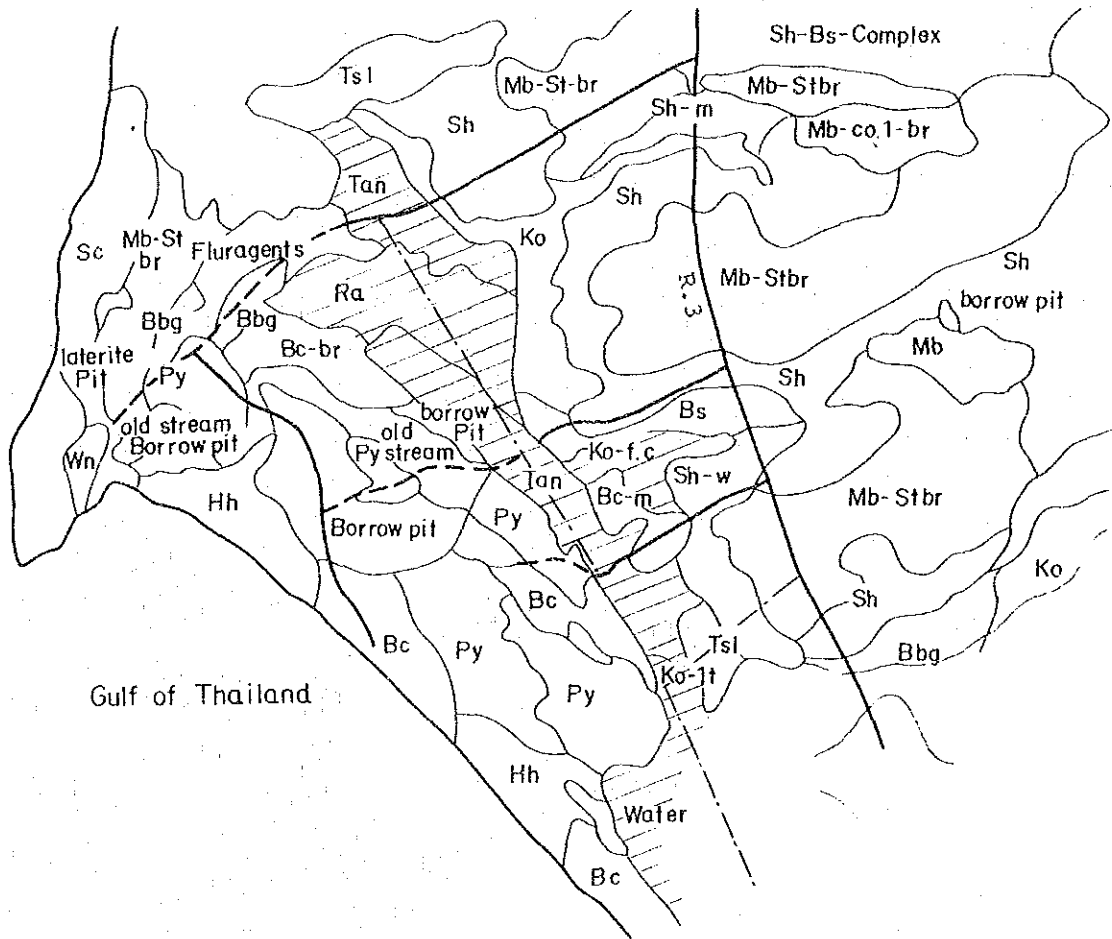 Sh-Bs-Complex
Tsl
Mb-St-br
Mb-Stbr
Sh-m
Sh
Mb-co.1-br
Tan
Sh
Ko
Sc
Mb-St
br
Fluragents
Mb-Stbr
Sh
R.3
borrow pit
Ra
Bbg
Bbg
Mb
Bc-br
laterite
Pit
Py
Sh
borrow
Pit
Bs
old stream
Borrow pit
old
Py stream
Ko-f.c
Wn
Tan
Bc-m
Sh-w
Hh
Mb-Stbr
Borrow pit
Py
Ko
Bc
Sh
Bc
Py
Tsl
Bbg
Gulf of Thailand
Py
Ko-1t
Hh
Water
Bc